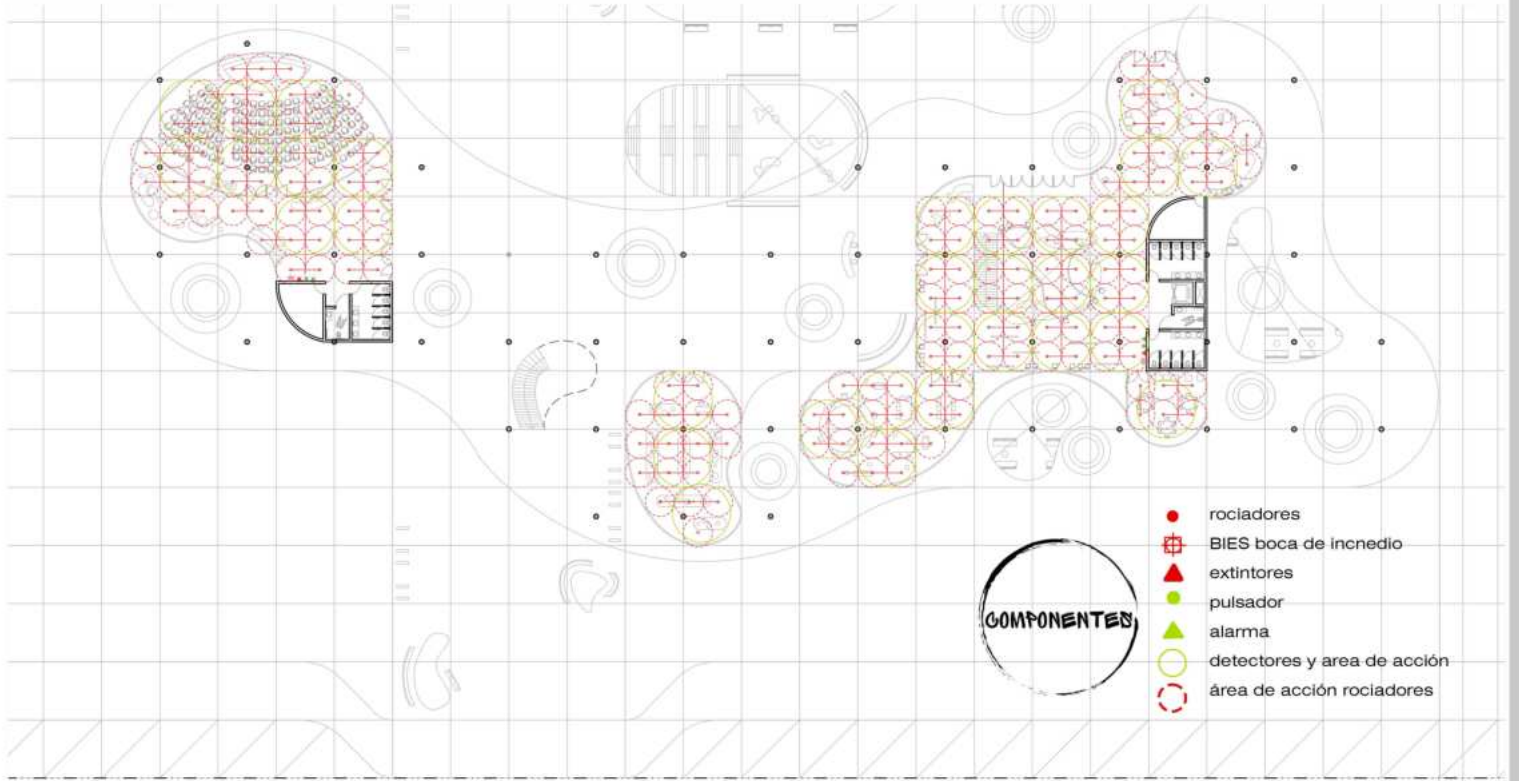 rociadores
BIES boca de incnedio
extintores
COMPONENTES
pulsador
alarma
detectores y area de acción
área de acción rociadores